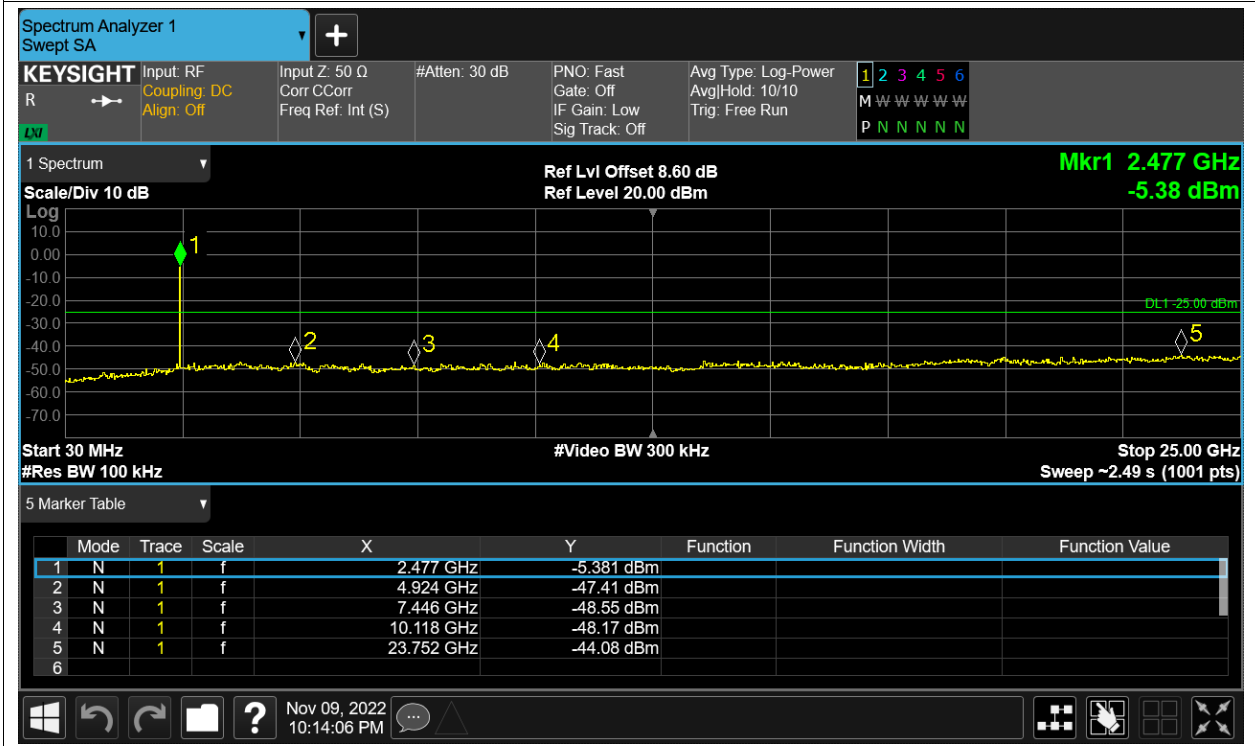 Spectrum Analyzer 1
Swept SA
+
KEYSIGHT
R
LXI
Input: RF
Coupling: DC
Align: Off
Input Z: 50 Ω
Corr CCorr
Freq Ref: Int (S)
#Atten: 30 dB
PNO: Fast
Gate: Off
IF Gain: Low
Sig Track: Off
Avg Type: Log-Power
Avg|Hold: 10/10
Trig: Free Run
1 2 3 4 5 6
M W W W W W
P N N N N N
1 Spectrum
Scale/Div 10 dB
Ref Lvl Offset 8.60 dB
Ref Level 20.00 dBm
Mkr1 2.477 GHz
-5.38 dBm
Log
10.0
0.00
-10.0
-20.0
-30.0
-40.0
-50.0
-60.0
-70.0
1
2
3
4
5
DL1 -25.00 dBm
Start 30 MHz
#Res BW 100 kHz
#Video BW 300 kHz
Stop 25.00 GHz
Sweep ~2.49 s (1001 pts)
5 Marker Table
Mode Trace Scale X Y Function Function Width Function Value
1 N 1 f 2.477 GHz -5.381 dBm
2 N 1 f 4.924 GHz -47.41 dBm
3 N 1 f 7.446 GHz -48.55 dBm
4 N 1 f 10.118 GHz -48.17 dBm
5 N 1 f 23.752 GHz -44.08 dBm
6
?
Nov 09, 2022
10:14:06 PM